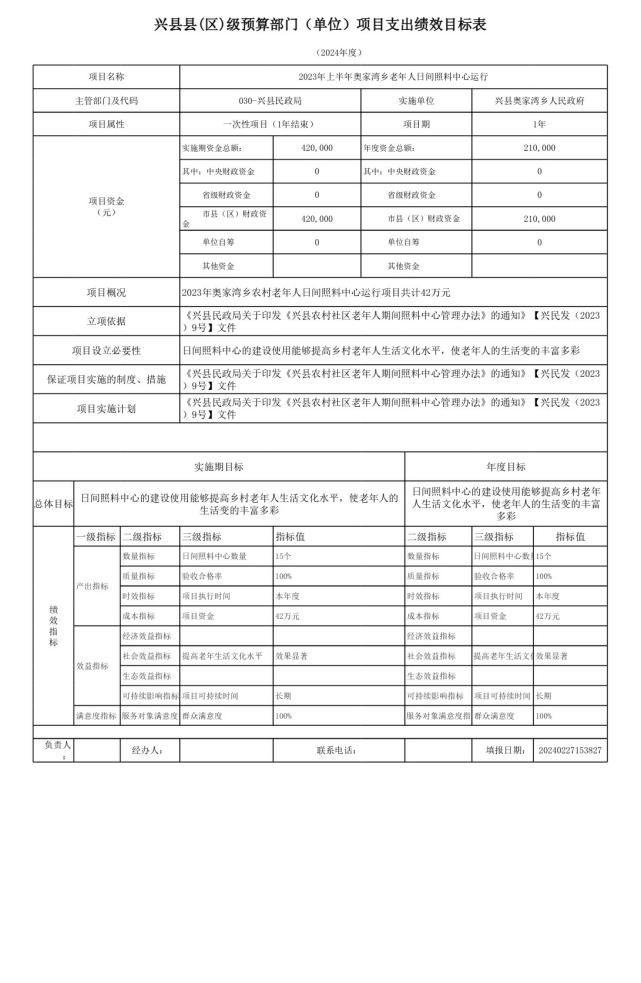 兴县县(区)级预算部门（单位）项目支出绩效目标表
（2024年度）
项目名称 2023年上半年奥家湾乡老年人日间照料中心运行
主管部门及代码 030-兴县民政局 实施单位 兴县奥家湾乡人民政府
项目属性 一次性项目（1年结束） 项目期 1年
项目资金
（元）
实施期资金总额： 420,000 年度资金总额： 210,000
其中：中央财政资金 0 其中：中央财政资金 0
省级财政资金 0 省级财政资金 0
市县（区）财政资
金 420,000 市县（区）财政资金 210,000
单位自筹 0 单位自筹 0
其他资金 其他资金
项目概况 2023年奥家湾乡农村老年人日间照料中心运行项目共计42万元
立项依据 《兴县民政局关于印发《兴县农村社区老年人期间照料中心管理办法》的通知》【兴民发（2023
）9号】文件
项目设立必要性 日间照料中心的建设使用能够提高乡村老年人生活文化水平，使老年人的生活变的丰富多彩
保证项目实施的制度、措施 《兴县民政局关于印发《兴县农村社区老年人期间照料中心管理办法》的通知》【兴民发（2023
）9号】文件
项目实施计划 《兴县民政局关于印发《兴县农村社区老年人期间照料中心管理办法》的通知》【兴民发（2023
）9号】文件
实施期目标 年度目标
总体目标 日间照料中心的建设使用能够提高乡村老年人生活文化水平，使老年人的
生活变的丰富多彩
日间照料中心的建设使用能够提高乡村老年
人生活文化水平，使老年人的生活变的丰富
多彩
绩效指标
一级指标 二级指标 三级指标 指标值 二级指标 三级指标 指标值
产出指标
数量指标 日间照料中心数量 15个 数量指标 日间照料中心数 15个
质量指标 验收合格率 100% 质量指标 验收合格率 100%
时效指标 项目执行时间 本年度 时效指标 项目执行时间 本年度
成本指标 项目资金 42万元 成本指标 项目资金 42万元
效益指标
经济效益指标 经济效益指标
社会效益指标 提高老年生活文化水平 效果显著 社会效益指标 提高老年生活文 效果显著
生态效益指标 生态效益指标
可持续影响指标 项目可持续时间 长期 可持续影响指标 项目可持续时间 长期
满意度指标 服务对象满意度 群众满意度 100% 服务对象满意度指 群众满意度 100%
负责人
： 经办人： 联系电话： 填报日期： 20240227153827